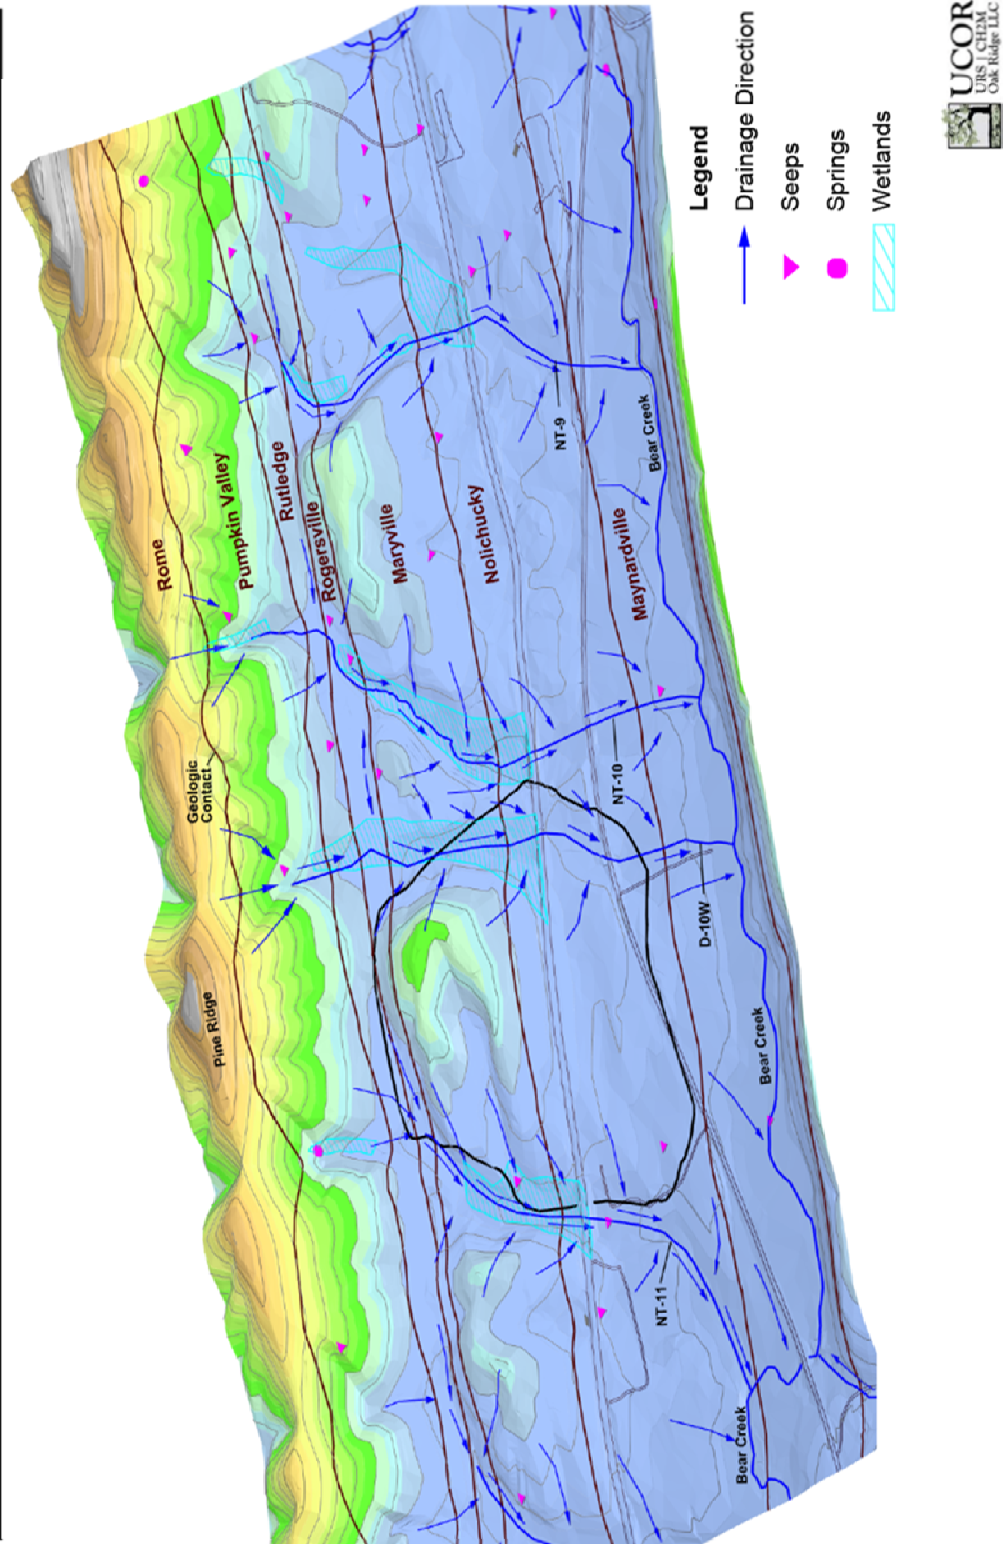 Rome
Pumpkin Valley
Rutledge
Rogersville
Maryville
Nolichucky
Maynardville
Geologic
Contact
Pine Ridge
NT-9
Bear Creek
NT-10
D-10W
Bear Creek
NT-11
Bear Creek
Legend
Drainage Direction
Seeps
Springs
Wetlands
UCOR
URS | CH2M
Oak Ridge LLC